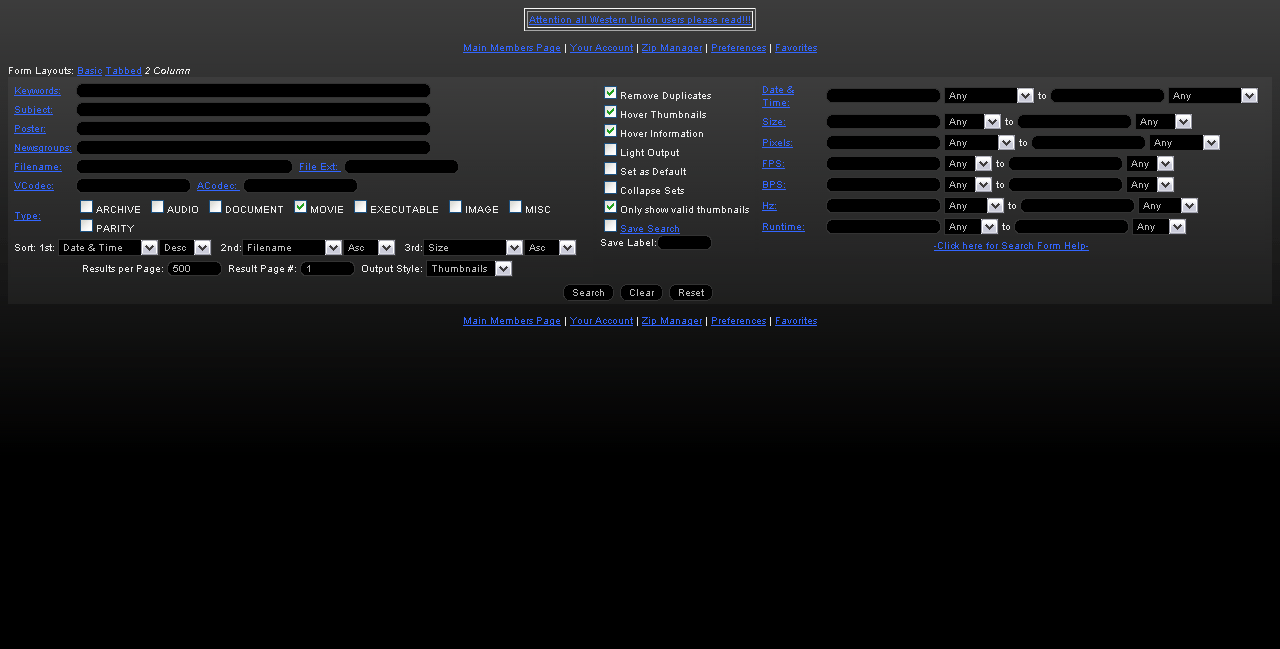 Attention all Western Union users please read!!!
Main Members Page | Your Account | Zip Manager | Preferences | Favorites
Form Layouts: Basic Tabbed 2 Column
Keywords:
Subject:
Poster:
Newsgroups:
Filename: File Ext:
VCodec: ACodec:
Type: ARCHIVE AUDIO DOCUMENT MOVIE EXECUTABLE IMAGE MISC
PARITY
Sort: 1st: Date & Time Desc 2nd: Filename Asc 3rd: Size Asc
Results per Page: 500 Result Page #: 1 Output Style: Thumbnails
Remove Duplicates
Hover Thumbnails
Hover Information
Light Output
Set as Default
Collapse Sets
Only show valid thumbnails
Save Search
Save Label:
Date &
Time: Any to Any
Size: Any to Any
Pixels: Any to Any
FPS: Any to Any
BPS: Any to Any
Hz: Any to Any
Runtime: Any to Any
-Click here for Search Form Help-
Search Clear Reset
Main Members Page | Your Account | Zip Manager | Preferences | Favorites